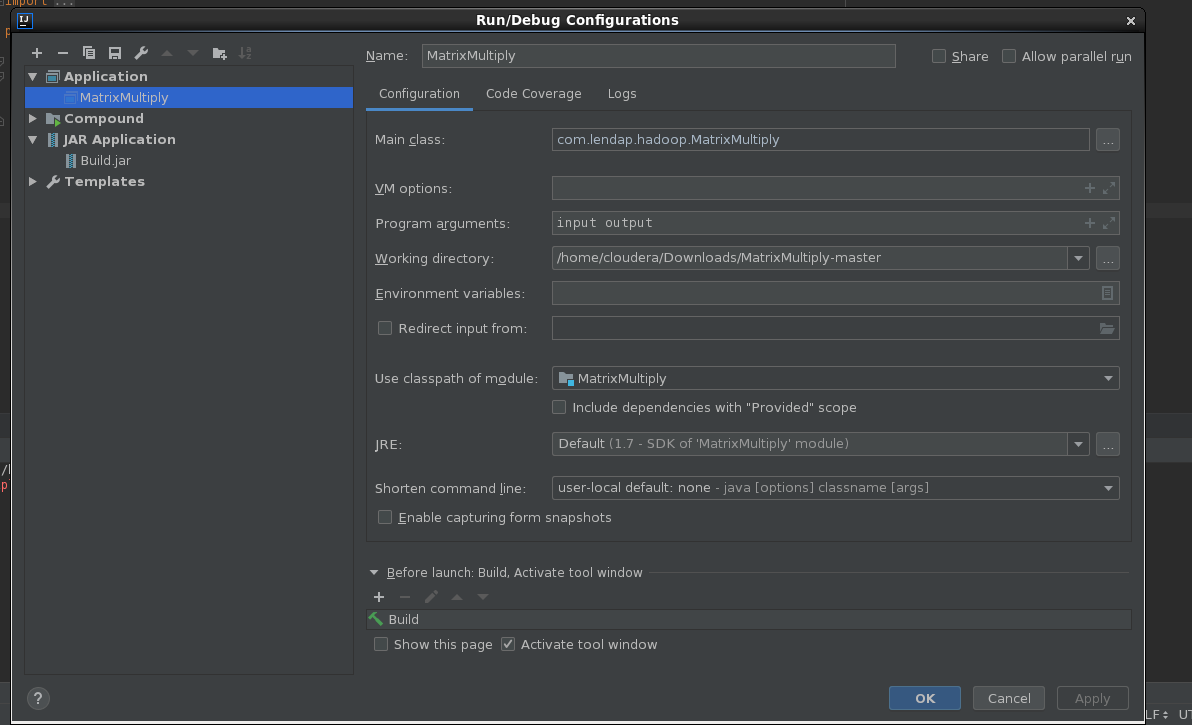 import ...
Run/Debug Configurations
Name: MatrixMultiply
Share
Allow parallel run
Application
MatrixMultiply
Compound
JAR Application
Build.jar
Templates
Configuration Code Coverage Logs
Main class: com.lendap.hadoop.MatrixMultiply ...
VM options:
Program arguments: input output
Working directory: /home/cloudera/Downloads/MatrixMultiply-master ...
Environment variables:
Redirect input from:
Use classpath of module: MatrixMultiply
Include dependencies with "Provided" scope
JRE: Default (1.7 - SDK of 'MatrixMultiply' module) ...
Shorten command line: user-local default: none - java [options] classname [args]
Enable capturing form snapshots
Before launch: Build, Activate tool window
Build
Show this page Activate tool window
? OK Cancel Apply